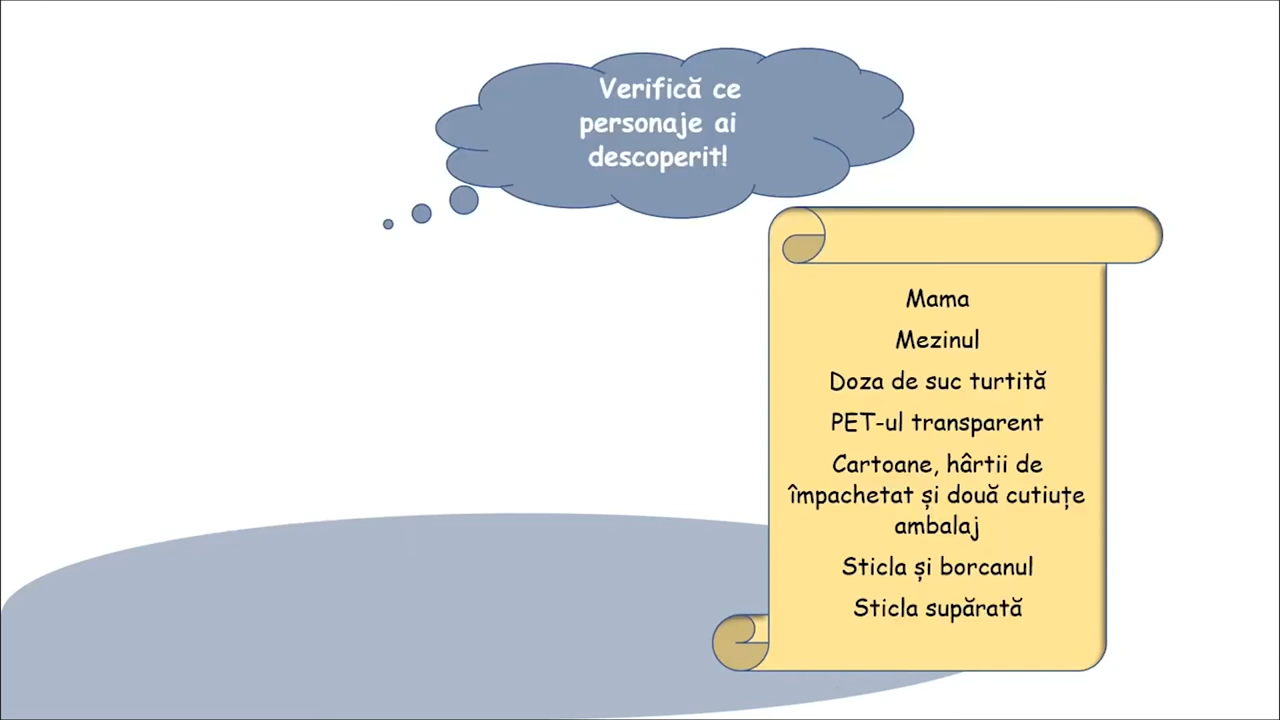 Verifică ce
personaje ai
descoperit!
Mama
Mezinul
Doza de suc turtită
PET-ul transparent
Cartoane, hârtii de
împachetat și două cutiuțe
ambalaj
Sticla și borcanul
Sticla supărată